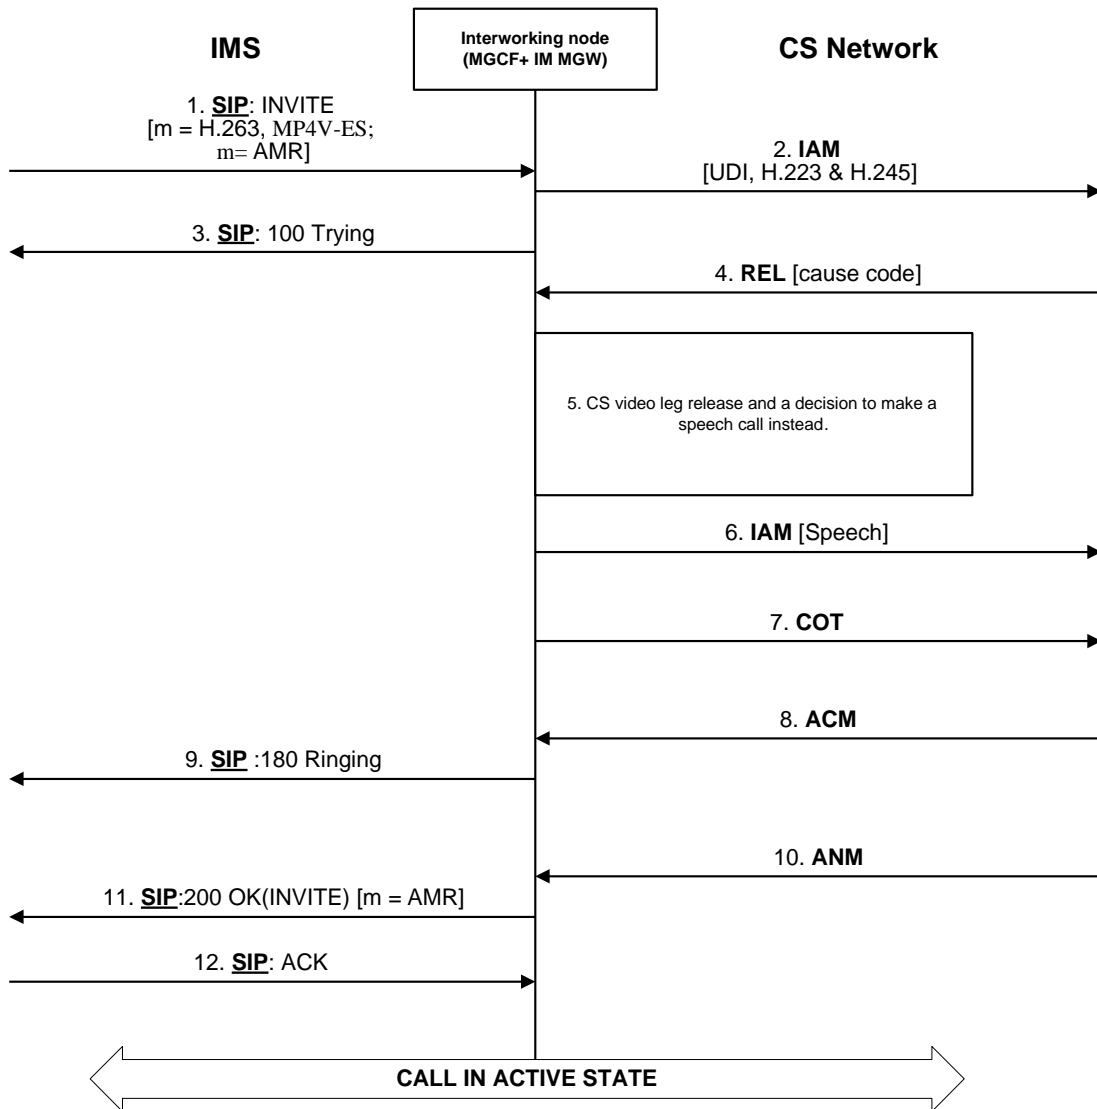 IMS
Interworking node
(MGCF+ IM MGW)
CS Network
1. SIP: INVITE
[m = H.263, MP4V-ES;
m= AMR]
2. IAM
[UDI, H.223 & H.245]
3. SIP: 100 Trying
4. REL [cause code]
5. CS video leg release and a decision to make a
speech call instead.
6. IAM [Speech]
7. COT
8. ACM
9. SIP :180 Ringing
10. ANM
11. SIP:200 OK(INVITE) [m = AMR]
12. SIP: ACK
CALL IN ACTIVE STATE